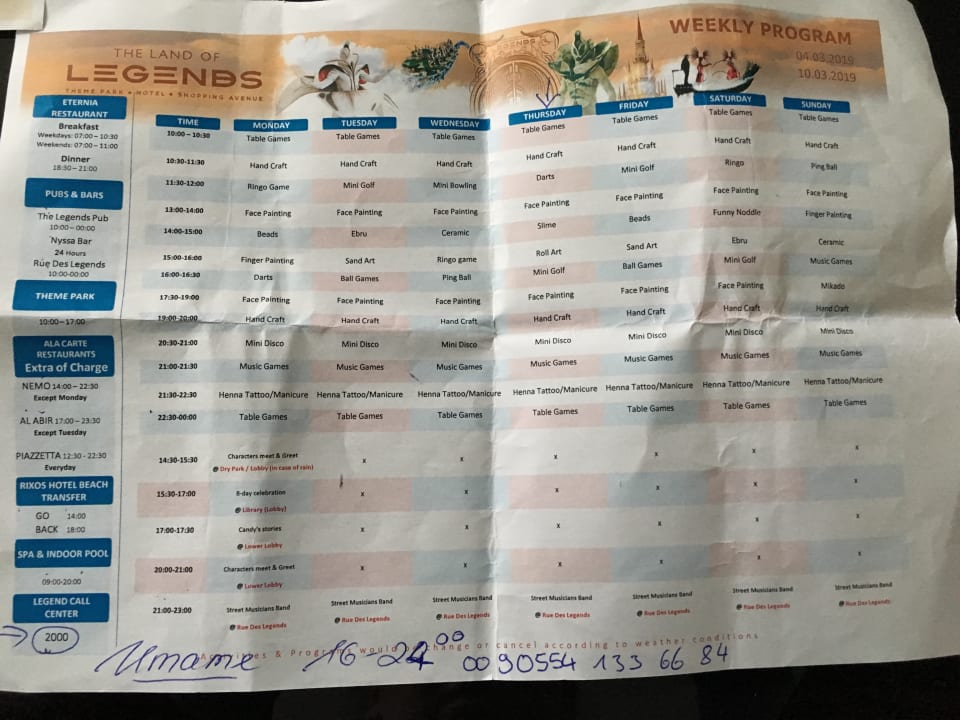 THE LAND OF
LEGENDS
THEME PARK • HOTEL • SHOPPING AVENUE
LEGENDS
WEEKLY PROGRAM
04.03.2019
10.03.2019
ETERNIA
RESTAURANT
Breakfast
Weekdays: 07:00 – 10:30
Weekends: 07:00 – 11:00
Dinner
18:30 – 21:00
PUBS & BARS
The Legends Pub
10:00 – 00:00
Nyssa Bar
24 Hours
Rüe Des Legends
10:00-00:00
THEME PARK
10:00 – 17:00
ALA CARTE
RESTAURANTS
Extra of Charge
NEMO 14:00 – 22:30
Except Monday
AL ABIR 17:00 – 23:30
Except Tuesday
PIAZZETTA 12:30 - 22:30
Everyday
RIXOS HOTEL BEACH
TRANSFER
GO 14:00
BACK 18:00
SPA & INDOOR POOL
09:00-20:00
LEGEND CALL
CENTER
2000
TIME MONDAY TUESDAY WEDNESDAY THURSDAY FRIDAY SATURDAY SUNDAY
10:00 – 10:30 Table Games Table Games Table Games Table Games Table Games Table Games Table Games
10:30-11:30 Hand Craft Hand Craft Hand Craft Hand Craft Hand Craft Hand Craft Hand Craft
11:30-12:00 Ringo Game Mini Golf Mini Bowling Darts Mini Golf Ringo Ping Ball
13:00-14:00 Face Painting Face Painting Face Painting Face Painting Face Painting Face Painting Face Painting
14:00-15:00 Beads Ebru Ceramic Slime Beads Funny Noddle Finger Painting
15:00-16:00 Finger Painting Sand Art Ringo game Roll Art Sand Art Ebru Ceramic
16:00-16:30 Darts Ball Games Ping Ball Mini Golf Ball Games Mini Golf Music Games
17:30-19:00 Face Painting Face Painting Face Painting Face Painting Face Painting Face Painting Mikado
19:00-20:00 Hand Craft Hand Craft Hand Craft Hand Craft Hand Craft Hand Craft Hand Craft
20:30-21:00 Mini Disco Mini Disco Mini Disco Mini Disco Mini Disco Mini Disco Mini Disco
21:00-21:30 Music Games Music Games Music Games Music Games Music Games Music Games Music Games
21:30-22:30 Henna Tattoo/Manicure Henna Tattoo/Manicure Henna Tattoo/Manicure Henna Tattoo/Manicure Henna Tattoo/Manicure Henna Tattoo/Manicure Henna Tattoo/Manicure
22:30-00:00 Table Games Table Games Table Games Table Games Table Games Table Games Table Games
14:30-15:30 Characters meet & Greet x x x x x x
@ Dry Park / Lobby (in case of rain)
15:30-17:00 B-day celebration x x x x x x
@ Library (Lobby)
17:00-17:30 Candy's stories x x x x x x
@ Lower Lobby
20:00-21:00 Characters meet & Greet x x x x x x
@ Lower Lobby
21:00-23:00 Street Musicians Band Street Musicians Band Street Musicians Band Street Musicians Band Street Musicians Band Street Musicians Band Street Musicians Band
@ Rue Des Legends @ Rue Des Legends @ Rue Des Legends @ Rue Des Legends @ Rue Des Legends @ Rue Des Legends @ Rue Des Legends
Activities & Program would be change or cancel according to weather conditions
Umame 16-24 00 0090554 133 66 84